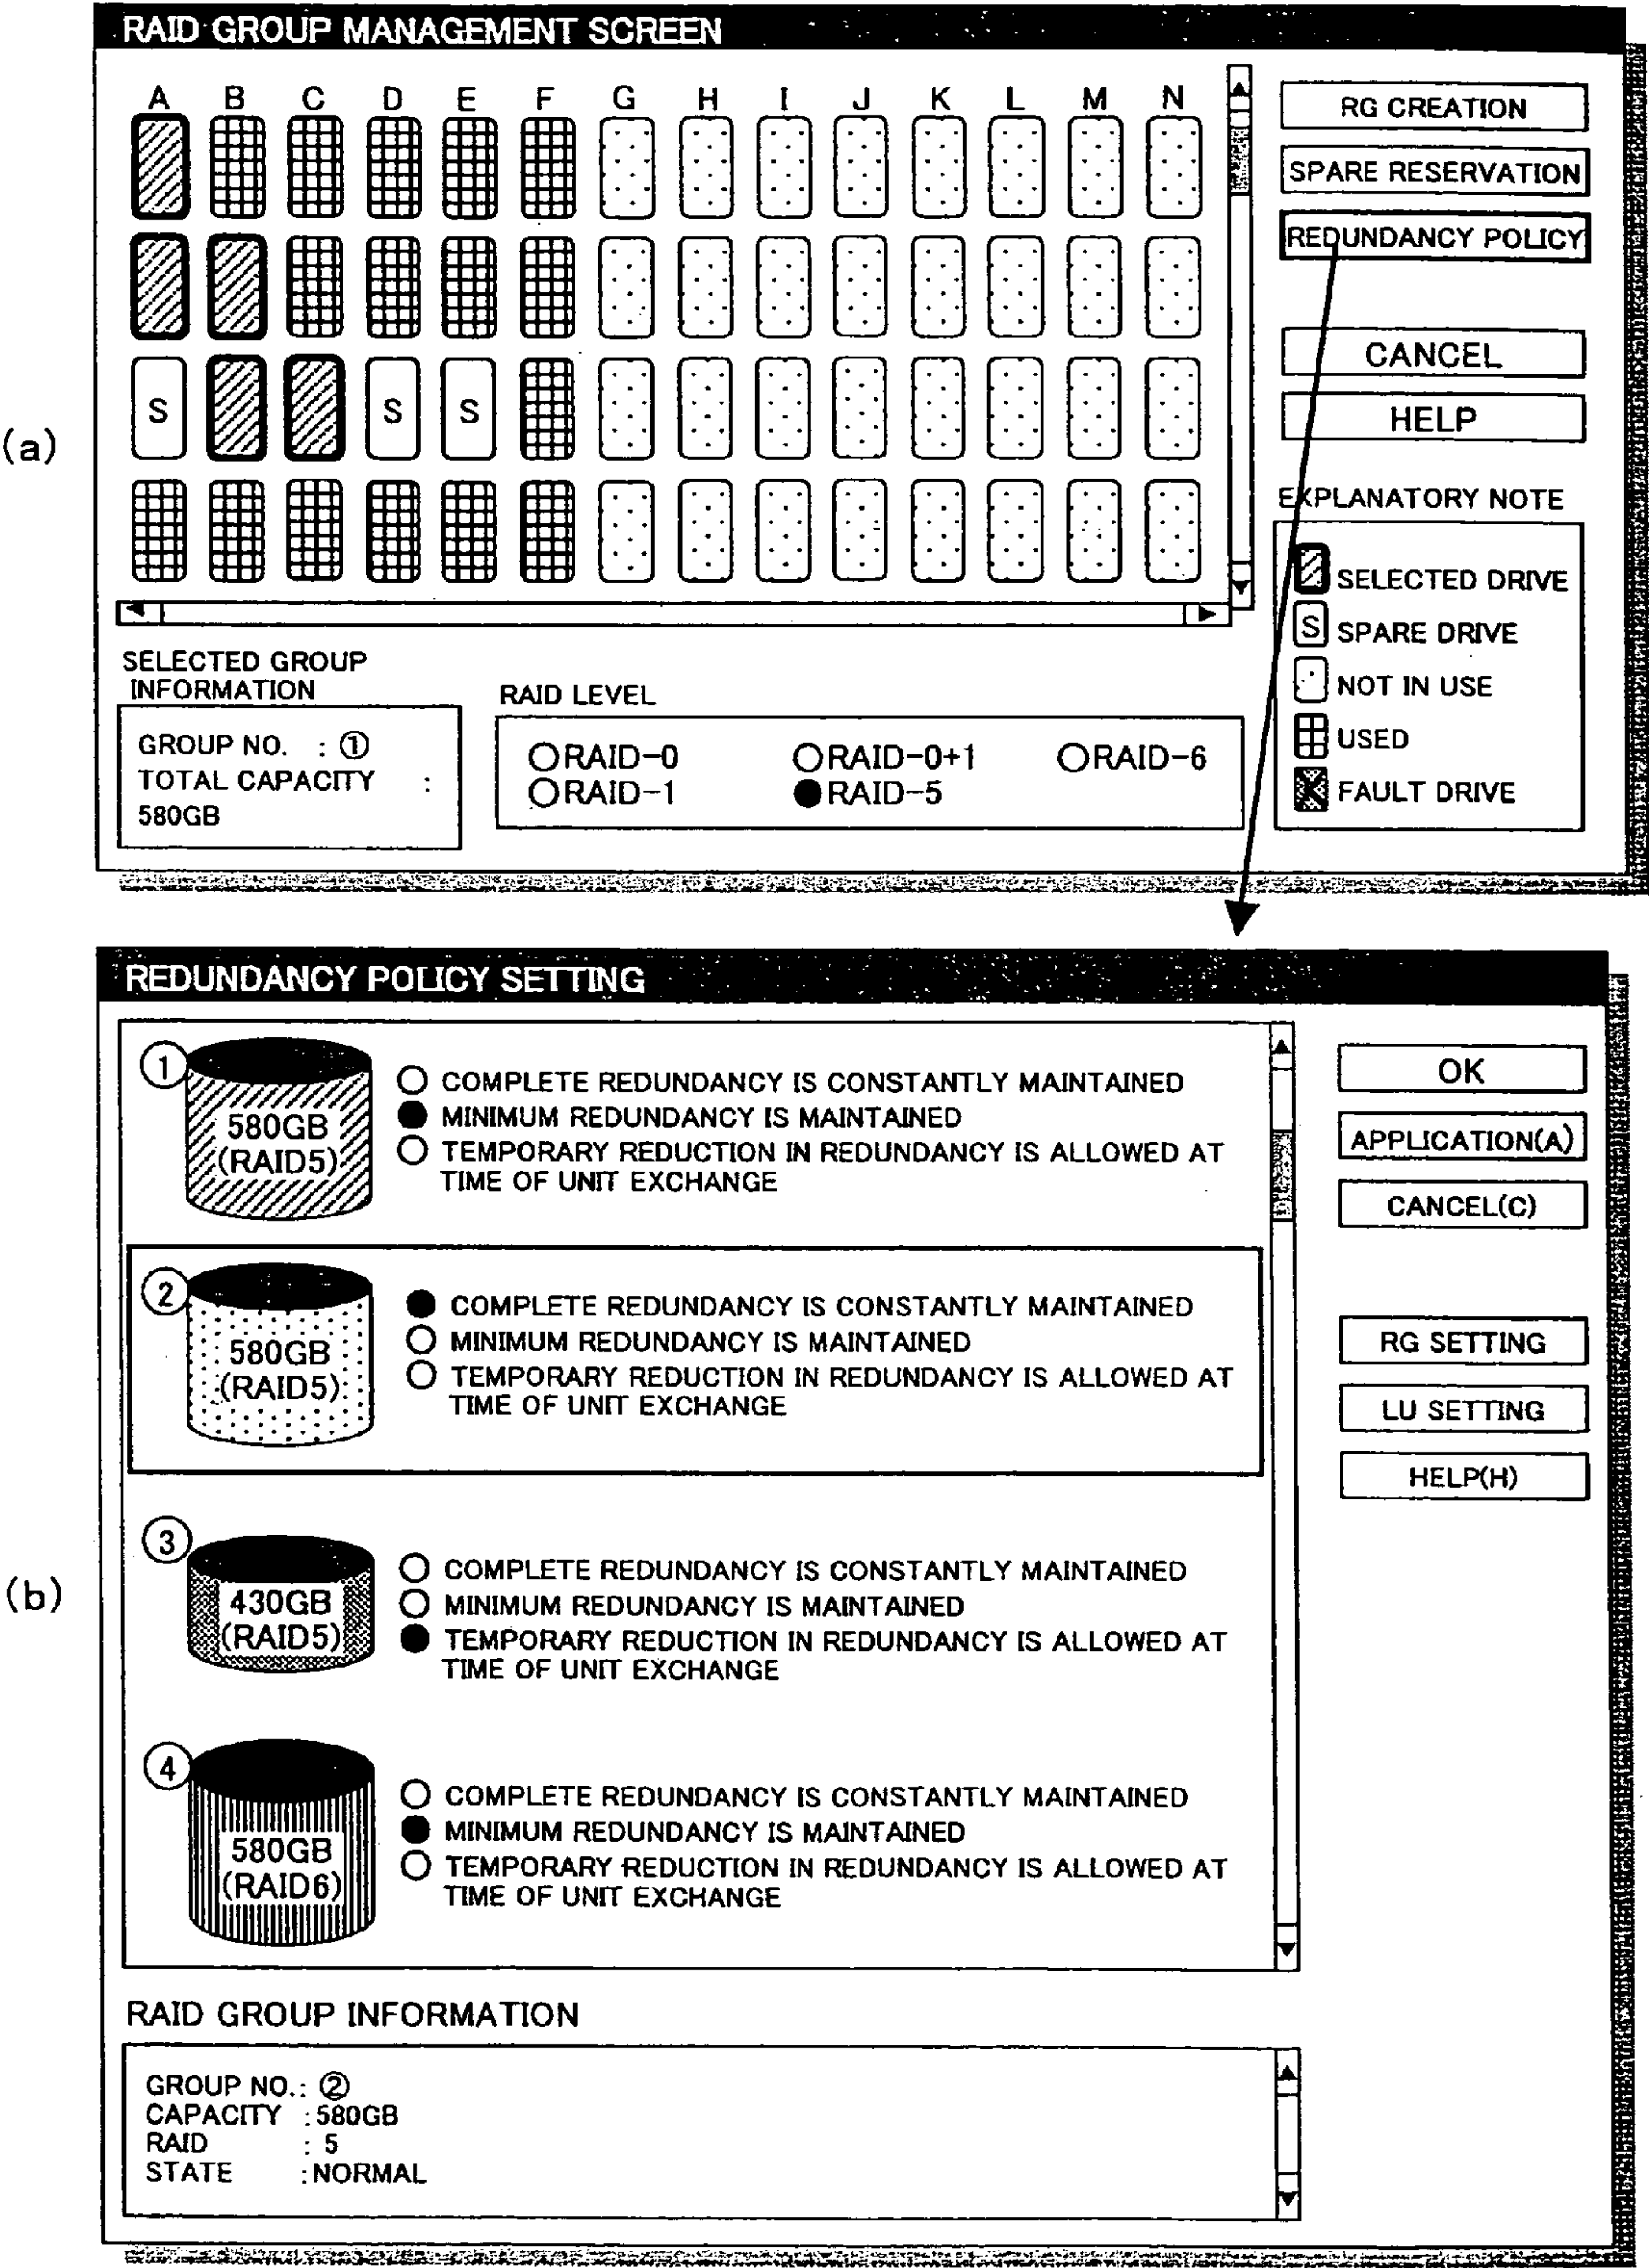 (a)
RAID GROUP MANAGEMENT SCREEN
A B C D E F G H I J K L M N
S S S
RG CREATION
SPARE RESERVATION
REDUNDANCY POLICY
CANCEL
HELP
EXPLANATORY NOTE
SELECTED DRIVE
S SPARE DRIVE
NOT IN USE
USED
FAULT DRIVE
SELECTED GROUP
INFORMATION
GROUP NO. : ①
TOTAL CAPACITY :
580GB
RAID LEVEL
RAID-0 RAID-0+1 RAID-6
RAID-1 RAID-5
(b)
REDUNDANCY POLICY SETTING
①
580GB
(RAID5)
COMPLETE REDUNDANCY IS CONSTANTLY MAINTAINED
MINIMUM REDUNDANCY IS MAINTAINED
TEMPORARY REDUCTION IN REDUNDANCY IS ALLOWED AT
TIME OF UNIT EXCHANGE
②
580GB
(RAID5)
COMPLETE REDUNDANCY IS CONSTANTLY MAINTAINED
MINIMUM REDUNDANCY IS MAINTAINED
TEMPORARY REDUCTION IN REDUNDANCY IS ALLOWED AT
TIME OF UNIT EXCHANGE
③
430GB
(RAID5)
COMPLETE REDUNDANCY IS CONSTANTLY MAINTAINED
MINIMUM REDUNDANCY IS MAINTAINED
TEMPORARY REDUCTION IN REDUNDANCY IS ALLOWED AT
TIME OF UNIT EXCHANGE
④
580GB
(RAID6)
COMPLETE REDUNDANCY IS CONSTANTLY MAINTAINED
MINIMUM REDUNDANCY IS MAINTAINED
TEMPORARY REDUCTION IN REDUNDANCY IS ALLOWED AT
TIME OF UNIT EXCHANGE
OK
APPLICATION(A)
CANCEL(C)
RG SETTING
LU SETTING
HELP(H)
RAID GROUP INFORMATION
GROUP NO.: ②
CAPACITY :580GB
RAID : 5
STATE :NORMAL